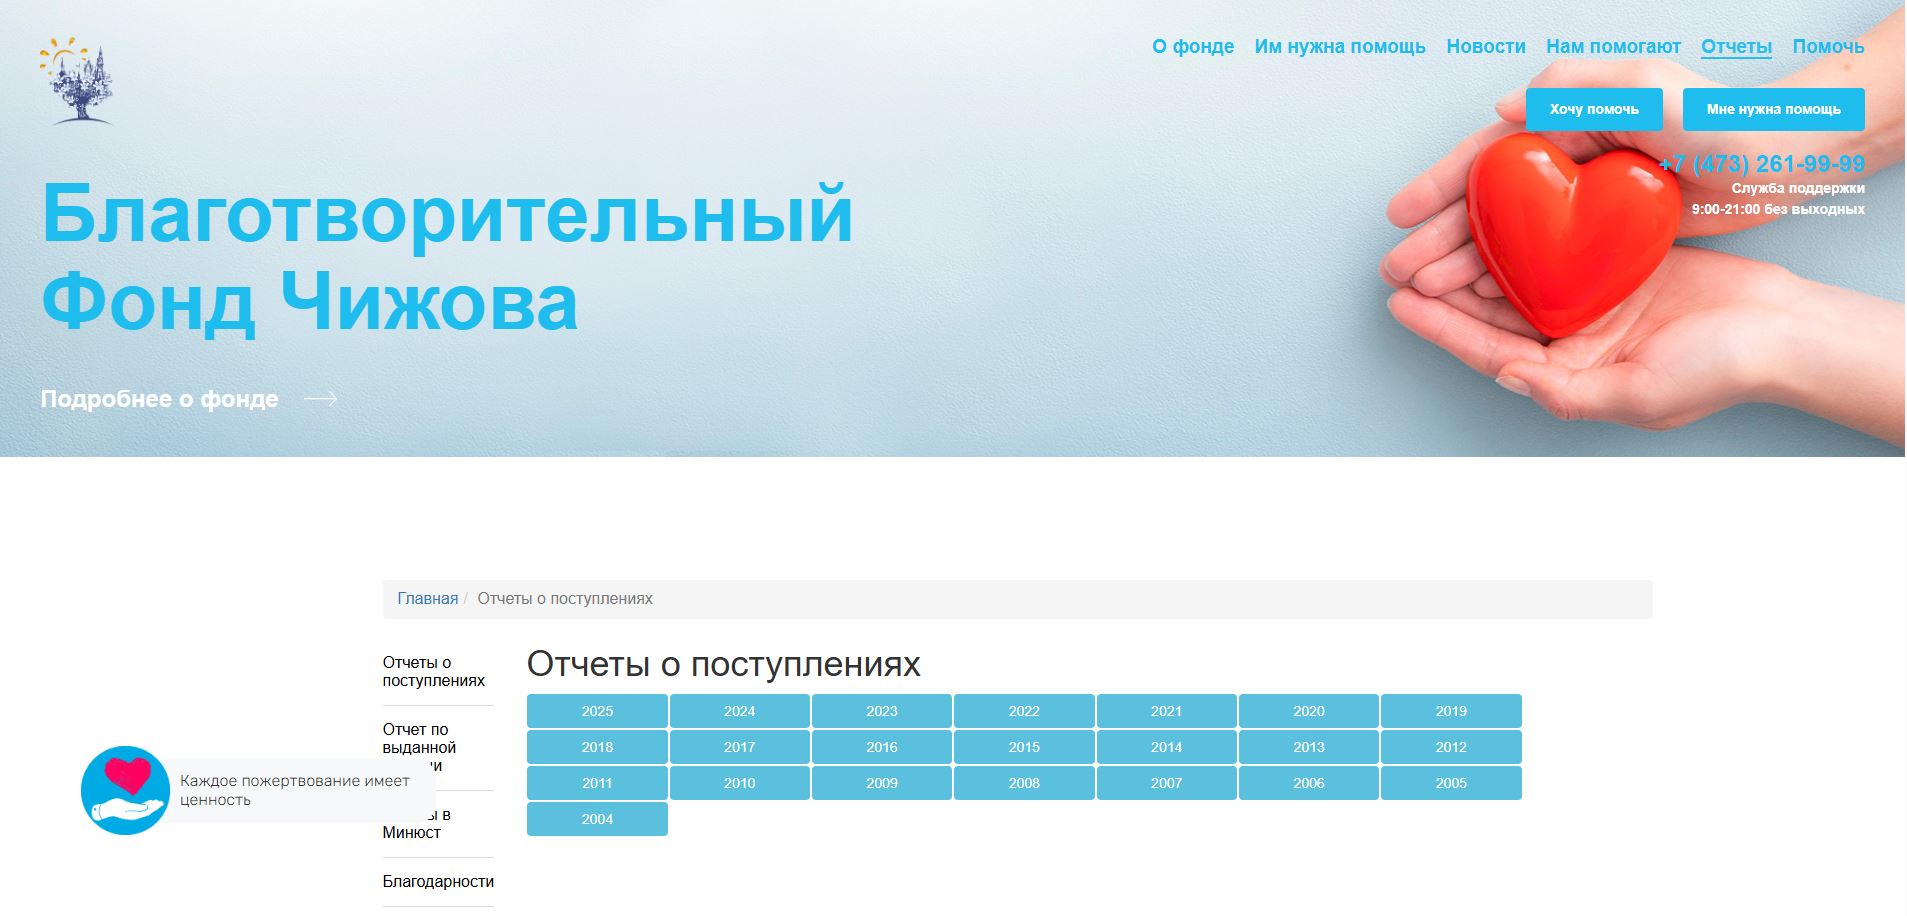 О фонде Им нужна помощь Новости Нам помогают Отчеты Помочь
Хочу помочь Мне нужна помощь
+7 (473) 261-99-99
Служба поддержки
9:00-21:00 без выходных
Благотворительный
Фонд Чижова
Подробнее о фонде
Главная / Отчеты о поступлениях
Отчеты о
поступлениях
Отчет по
выданной
Минюст
Благодарности
Отчеты о поступлениях
2025 2024 2023 2022 2021 2020 2019
2018 2017 2016 2015 2014 2013 2012
2011 2010 2009 2008 2007 2006 2005
2004
Каждое пожертвование имеет
ценность